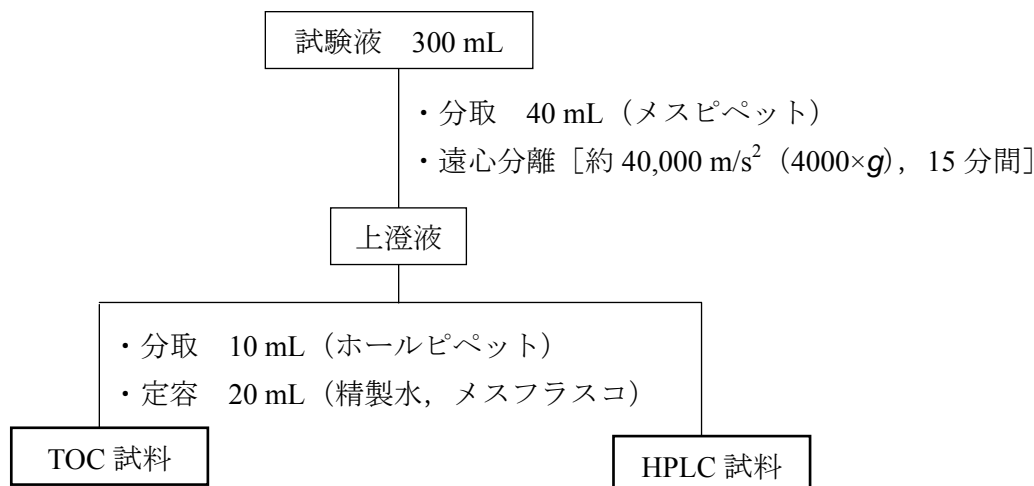 試験液　300 mL
・分取　40 mL（メスピペット）
・遠心分離［約 40,000 m/s²（4000×g），15 分間］
上澄液
・分取　10 mL（ホールピペット）
・定容　20 mL（精製水，メスフラスコ）
TOC 試料
HPLC 試料